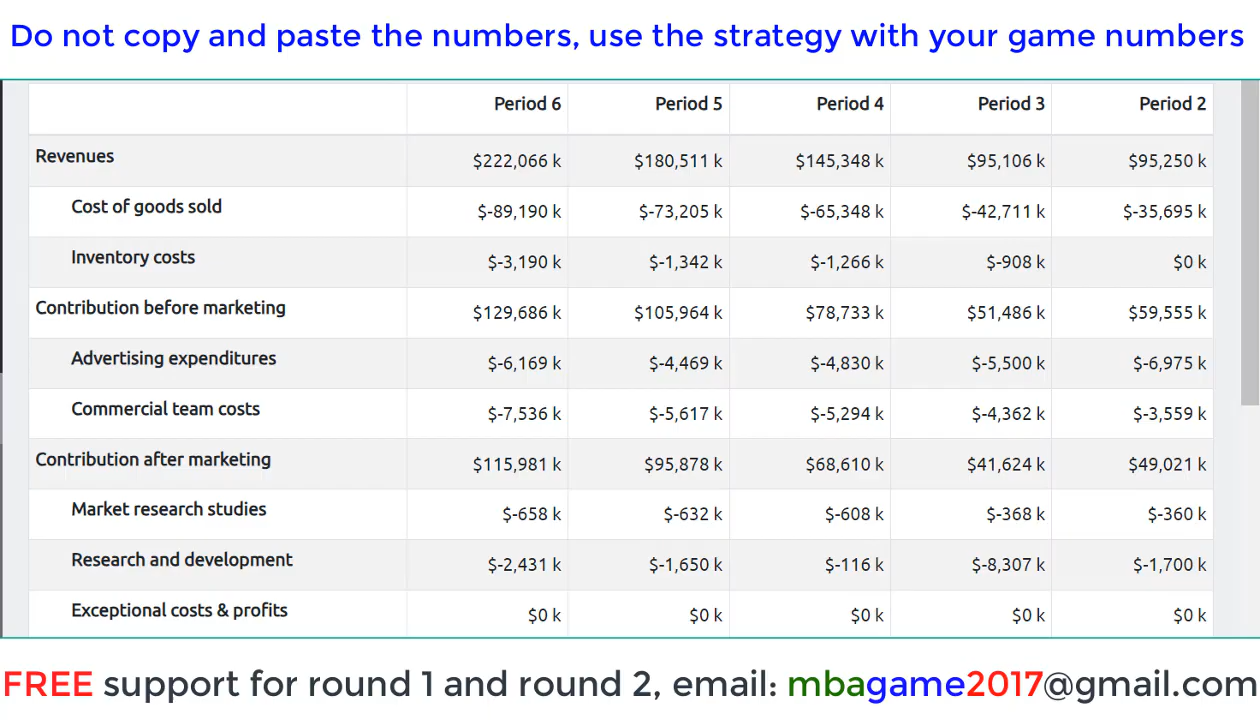 Do not copy and paste the numbers, use the strategy with your game numbers
Period 6 Period 5 Period 4 Period 3 Period 2
Revenues $222,066 k $180,511 k $145,348 k $95,106 k $95,250 k
Cost of goods sold $-89,190 k $-73,205 k $-65,348 k $-42,711 k $-35,695 k
Inventory costs $-3,190 k $-1,342 k $-1,266 k $-908 k $0 k
Contribution before marketing $129,686 k $105,964 k $78,733 k $51,486 k $59,555 k
Advertising expenditures $-6,169 k $-4,469 k $-4,830 k $-5,500 k $-6,975 k
Commercial team costs $-7,536 k $-5,617 k $-5,294 k $-4,362 k $-3,559 k
Contribution after marketing $115,981 k $95,878 k $68,610 k $41,624 k $49,021 k
Market research studies $-658 k $-632 k $-608 k $-368 k $-360 k
Research and development $-2,431 k $-1,650 k $-116 k $-8,307 k $-1,700 k
Exceptional costs & profits $0 k $0 k $0 k $0 k $0 k
FREE support for round 1 and round 2, email: mbagame2017@gmail.com